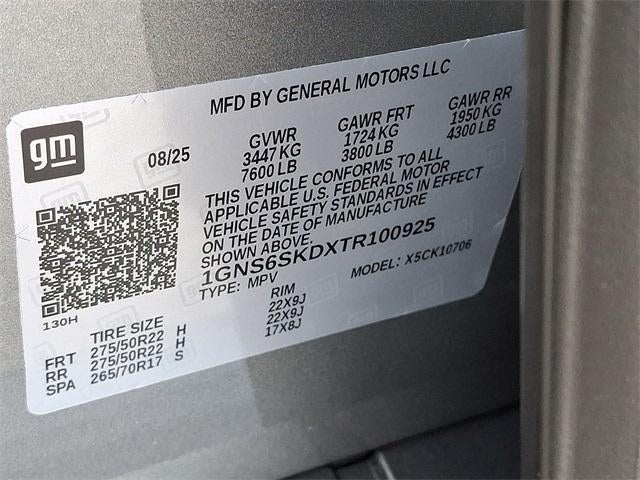 MFD BY GENERAL MOTORS LLC
gm
08/25
GVWR
3447 KG
7600 LB
GAWR FRT
1724 KG
3800 LB
GAWR RR
1950 KG
4300 LB
THIS VEHICLE CONFORMS TO ALL
APPLICABLE U.S. FEDERAL MOTOR
VEHICLE SAFETY STANDARDS IN EFFECT
ON THE DATE OF MANUFACTURE
SHOWN ABOVE.
1GNS6SKDXTR100925
TYPE: MPV
MODEL: X5CK10706
130H
TIRE SIZE
RIM
FRT 275/50R22 H 22X9J
RR 275/50R22 H 22X9J
SPA 265/70R17 S 17X8J